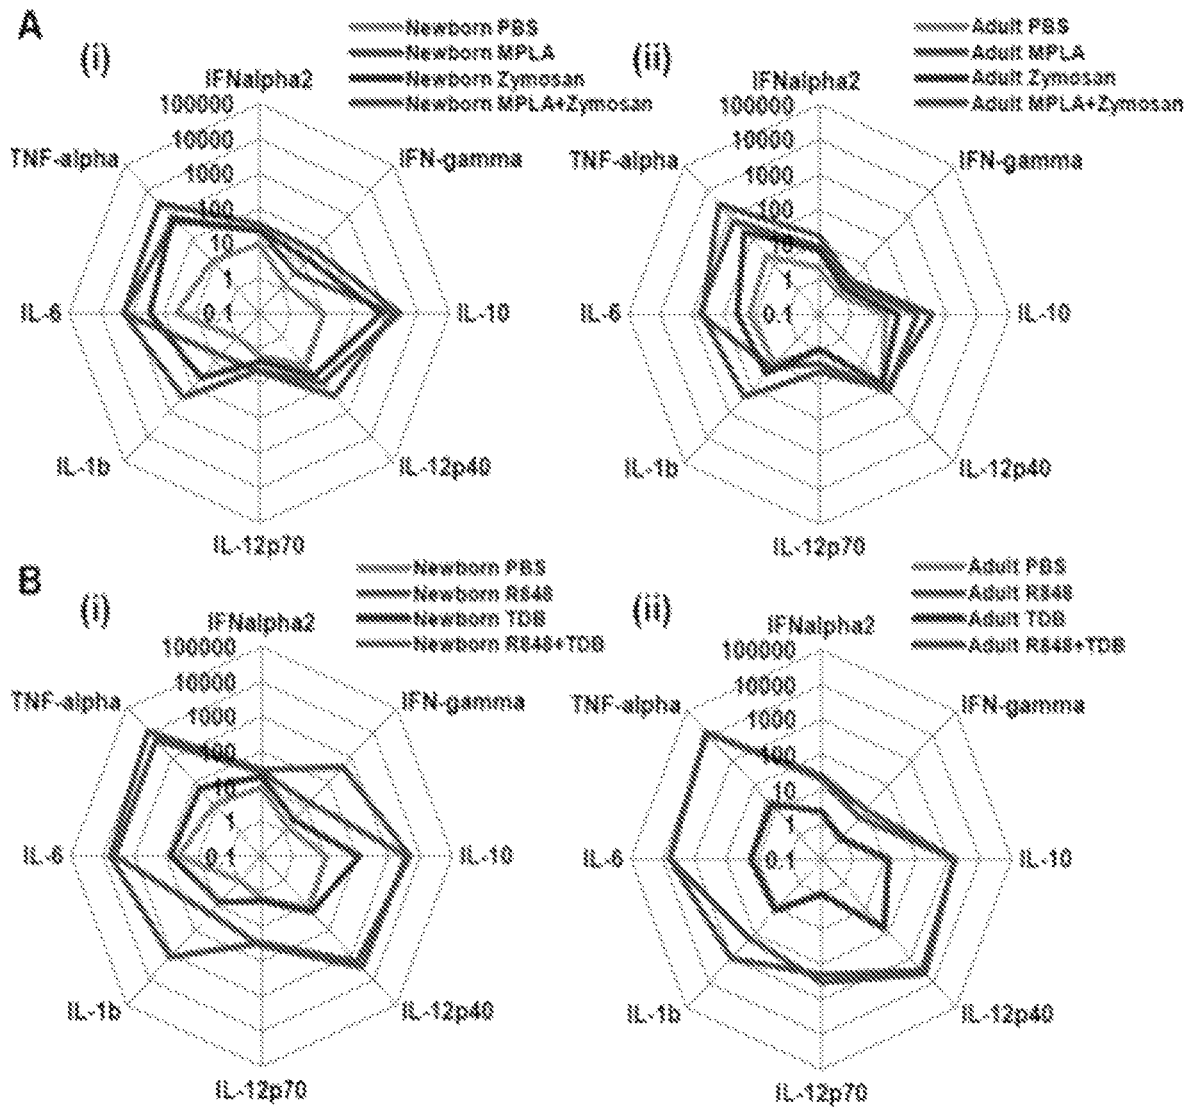 A
(i)
Newborn PBS
Newborn MPLA
Newborn Zymosan
Newborn MPLA+Zymosan
IFNalpha2
100000
10000
1000
100
10
1
0.1
TNF-alpha
IFN-gamma
IL-6
IL-10
IL-1b
IL-12p40
IL-12p70
(ii)
Adult PBS
Adult MPLA
Adult Zymosan
Adult MPLA+Zymosan
IFNalpha2
100000
10000
1000
100
10
1
0.1
TNF-alpha
IFN-gamma
IL-6
IL-10
IL-1b
IL-12p40
IL-12p70
B
(i)
Newborn PBS
Newborn R848
Newborn TDB
Newborn R848+TDB
IFNalpha2
100000
10000
1000
100
10
1
0.1
TNF-alpha
IFN-gamma
IL-6
IL-10
IL-1b
IL-12p40
IL-12p70
(ii)
Adult PBS
Adult R848
Adult TDB
Adult R848+TDB
IFNalpha2
100000
10000
1000
100
10
1
0.1
TNF-alpha
IFN-gamma
IL-6
IL-10
IL-1b
IL-12p40
IL-12p70